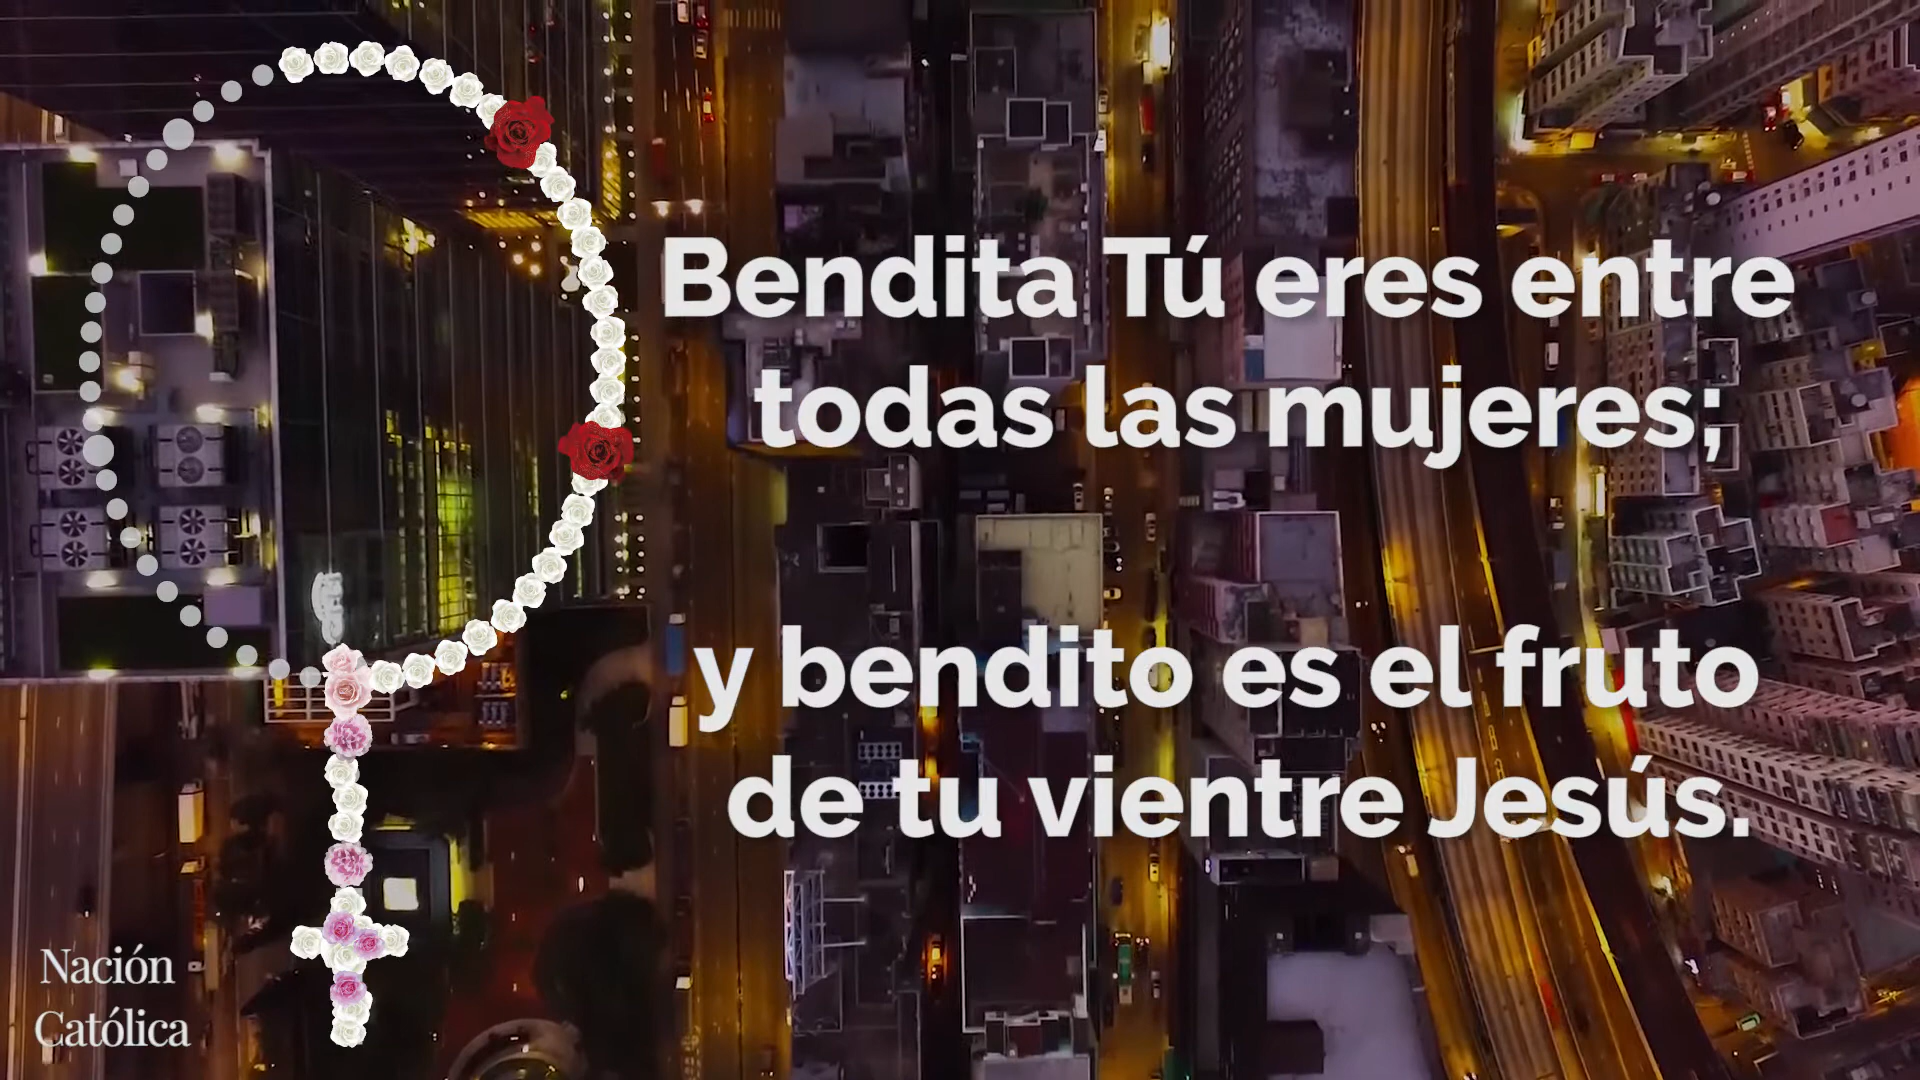 Bendita Tú eres entre
todas las mujeres;
y bendito es el fruto
de tu vientre Jesús.
Nación
Católica